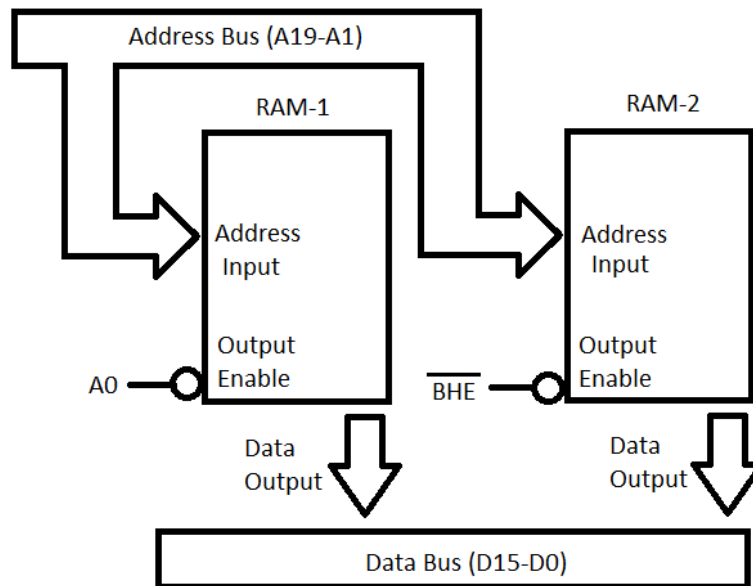 Address Bus (A19-A1)
RAM-1
RAM-2
Address
Input
Address
Input
Output
Enable
A0
Output
Enable
B̅H̅E̅
Data
Output
Data
Output
Data Bus (D15-D0)